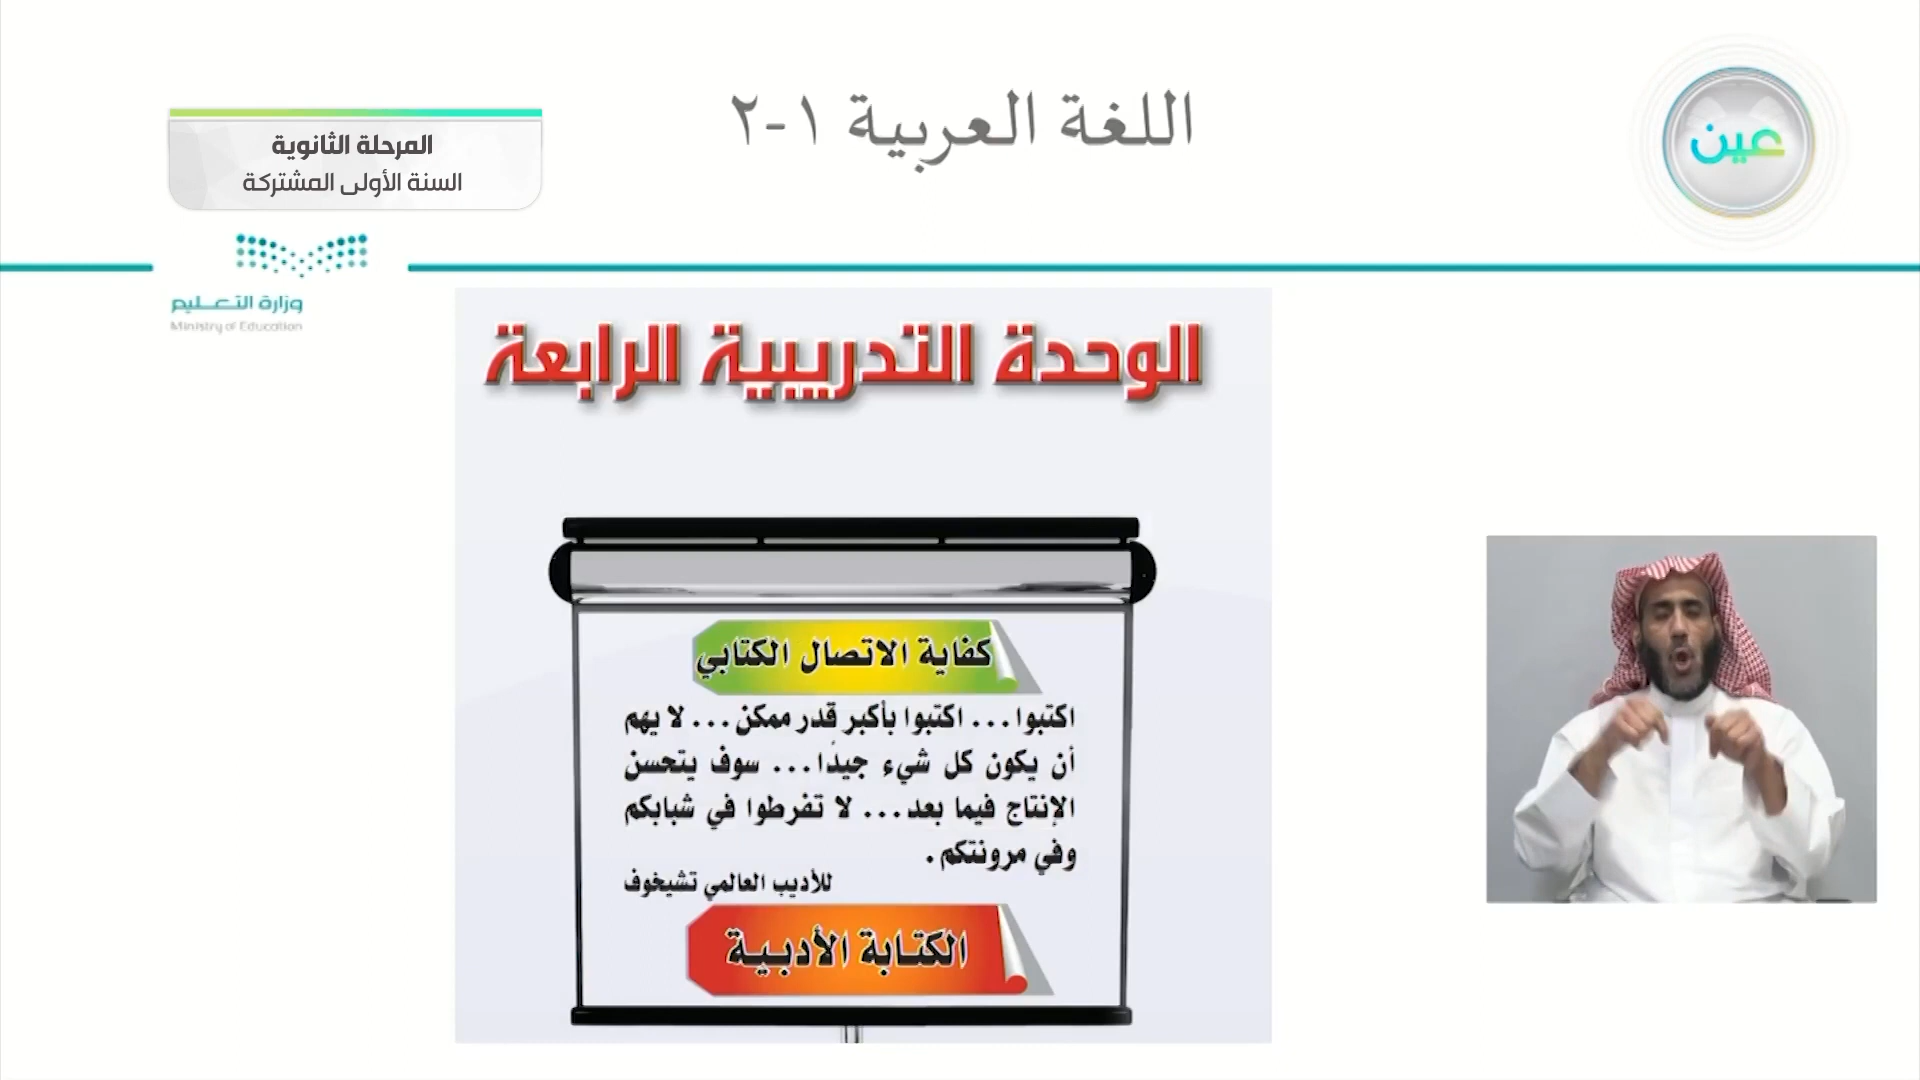 اللغة العربية ١-٢
عين
المرحلة الثانوية
السنة الأولى المشتركة
وزارة التعليم
Ministry of Education
الوحدة التدريبية الرابعة
كفاية الاتصال الكتابي
اكتبوا... اكتبوا بأكبر قدر ممكن... لا يهم
أن يكون كل شيء جيدًا... سوف يتحسن
الإنتاج فيما بعد... لا تفرطوا في شبابكم
وفي مرونتكم.
للأديب العالمي تشيخوف
الكتابة الأدبية